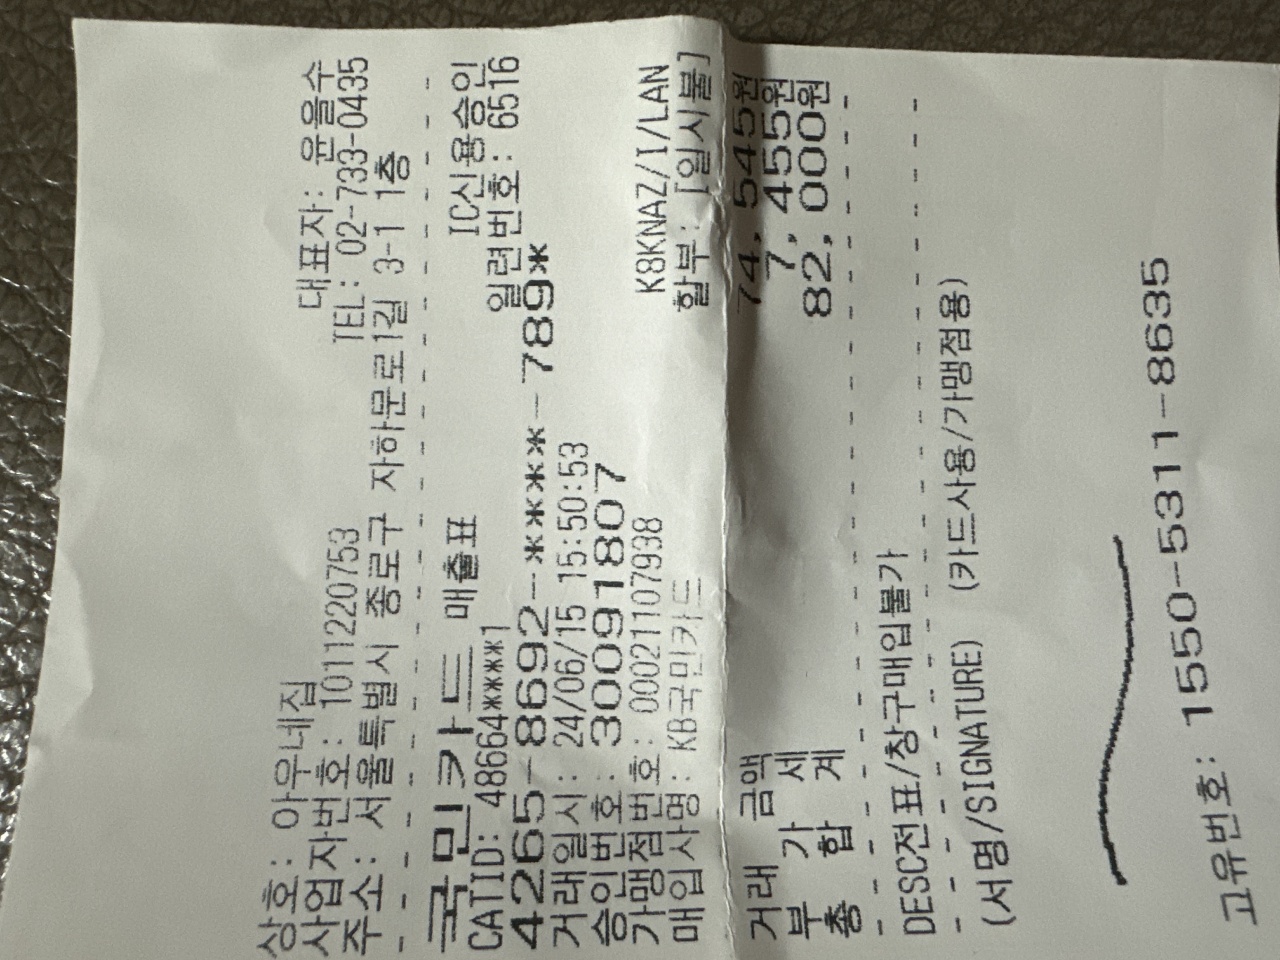 상호: 아우네집
사업자번호: 1011220753 대표자: 윤을수
주소: 서울특별시 종로구 자하문로1길 3-1 1층 TEL: 02-733-0435
국민카드 매출표 IC신용승인
CATID: 48664****1 일련번호: 6516
4265-8692-****-789*
거래일시: 24/06/15 15:50:53
승인번호: 30091807
가맹점번호: 00021107938 K8KNAZ/I/LAN
매입사명: KB국민카드 할부: [일시불]
거래 금액 74,545원
부 가 세 7,455원
총 합 계 82,000원
DESC전표/창구매입불가
(서명/SIGNATURE) (카드사용/가맹점용)
고유번호: 1550-5311-8635